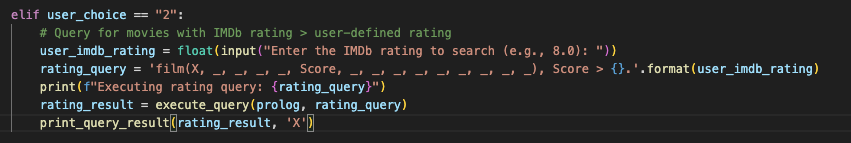 elif user_choice == "2":
    # Query for movies with IMDb rating > user-defined rating
    user_imdb_rating = float(input("Enter the IMDb rating to search (e.g., 8.0): "))
    rating_query = 'film(X, _, _, _, _, Score, _, _, _, _, _, _, _, _, _, _), Score > {}.'.format(user_imdb_rating)
    print(f"Executing rating query: {rating_query}")
    rating_result = execute_query(prolog, rating_query)
    print_query_result(rating_result, 'X')